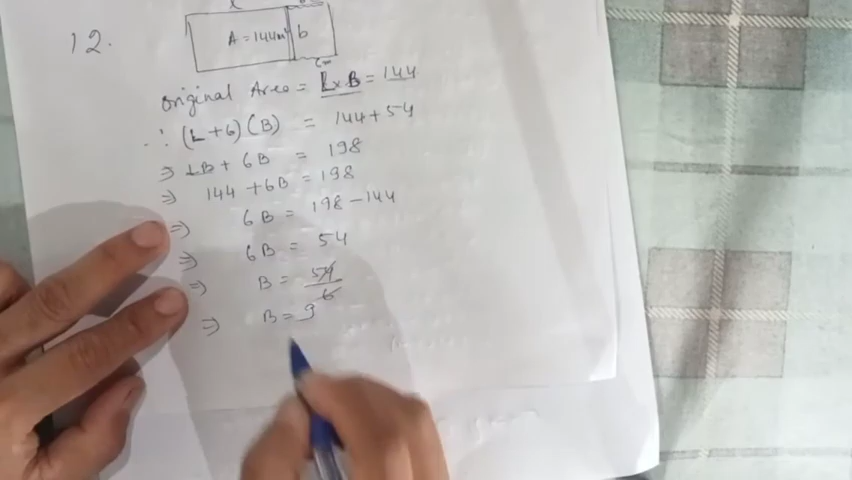 12.
A = 144m² b
6m
Original Area = L×B = 144
∴ (L+6)(B) = 144+54
⇒ LB + 6B = 198
⇒ 144 + 6B = 198
⇒ 6B = 198 - 144
⇒ 6B = 54
⇒ B = 54/6
⇒ B = 9